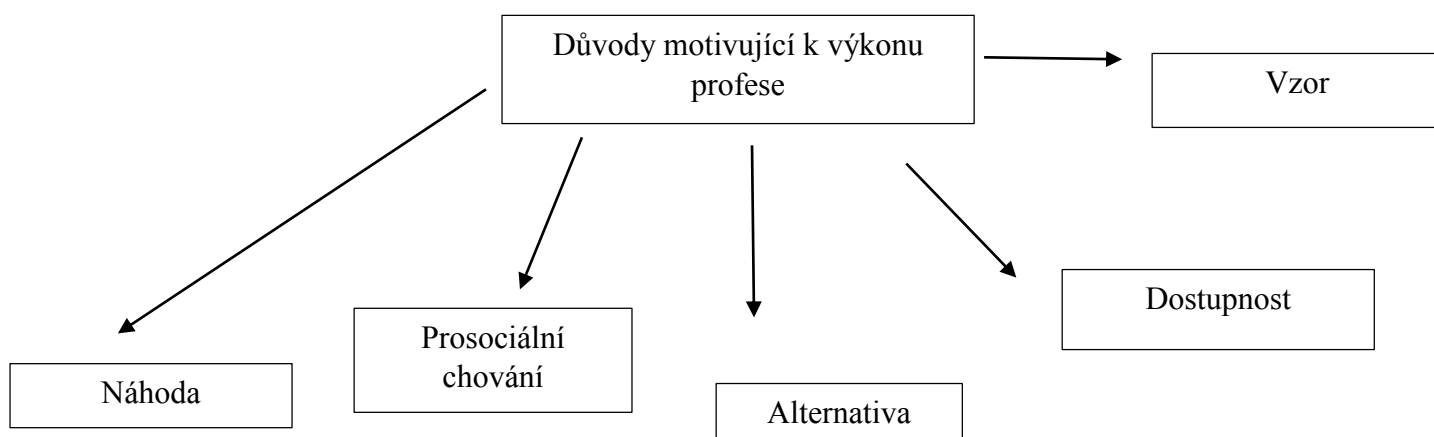 Důvody motivující k výkonu
profese
Vzor
Dostupnost
Prosociální
chování
Náhoda
Alternativa